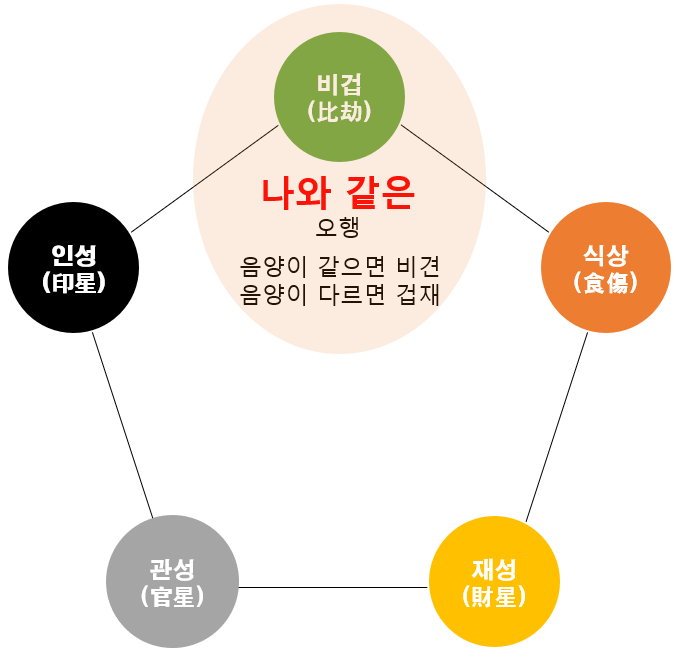 비겁
(比劫)
나와 같은
오행
음양이 같으면 비견
음양이 다르면 겁재
인성
(印星)
식상
(食傷)
관성
(官星)
재성
(財星)